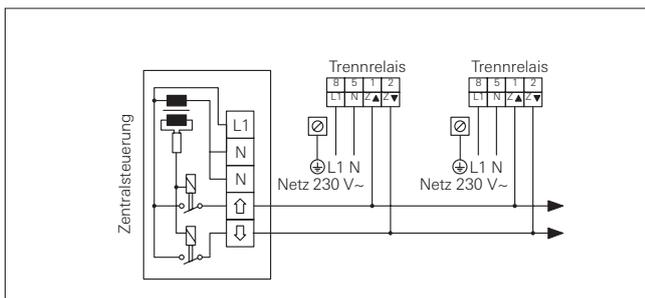 Trennrelais
8 5 1 2
L1 N Z▲ Z▼
L1 N
Netz 230 V~
Trennrelais
8 5 1 2
L1 N Z▲ Z▼
L1 N
Netz 230 V~
Zentralsteuerung
L1
N
N